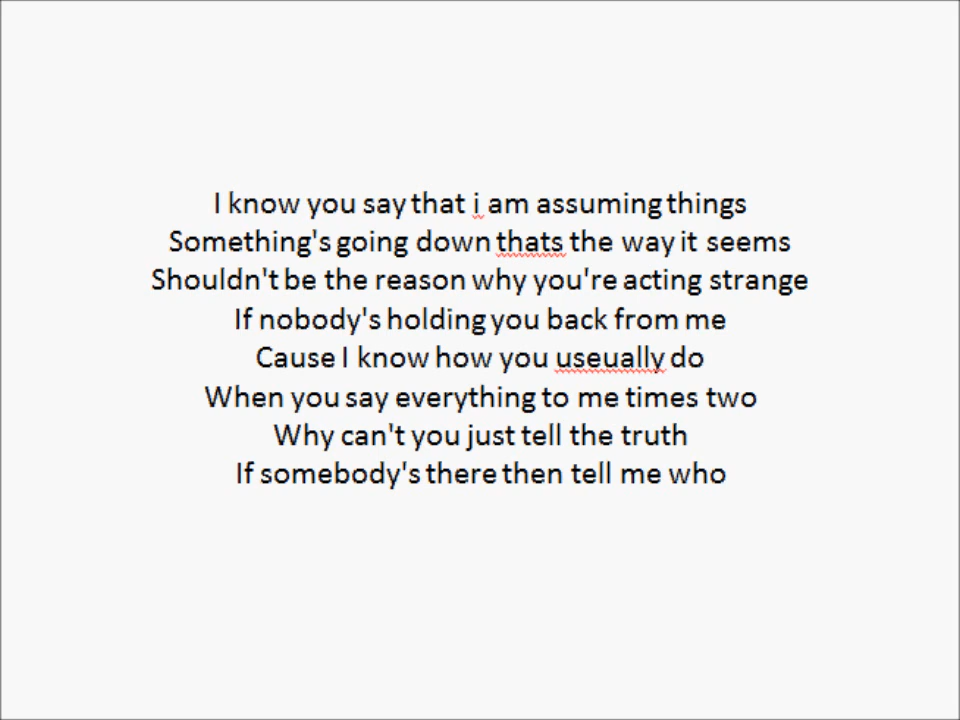 I know you say that i am assuming things
Something's going down thats the way it seems
Shouldn't be the reason why you're acting strange
If nobody's holding you back from me
Cause I know how you useually do
When you say everything to me times two
Why can't you just tell the truth
If somebody's there then tell me who